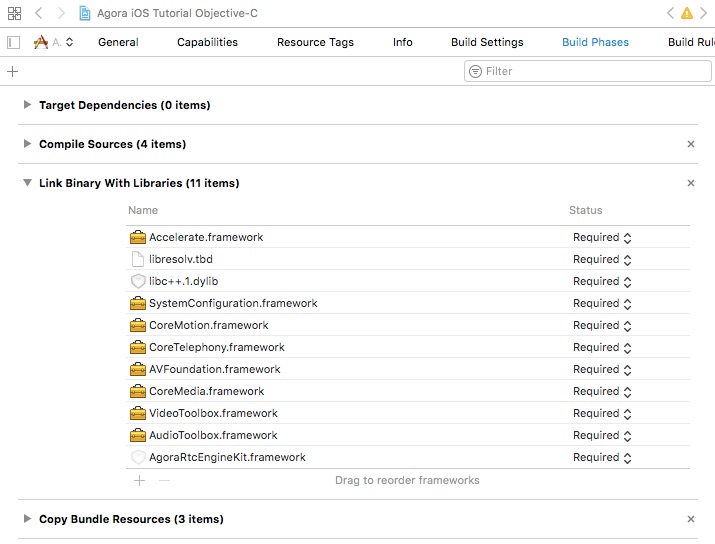 Agora iOS Tutorial Objective-C
A.
General
Capabilities
Resource Tags
Info
Build Settings
Build Phases
Build Rul
Filter
Target Dependencies (0 items)
Compile Sources (4 items)
Link Binary With Libraries (11 items)
Name Status
Accelerate.framework Required
libresolv.tbd Required
libc++.1.dylib Required
SystemConfiguration.framework Required
CoreMotion.framework Required
CoreTelephony.framework Required
AVFoundation.framework Required
CoreMedia.framework Required
VideoToolbox.framework Required
AudioToolbox.framework Required
AgoraRtcEngineKit.framework Required
Drag to reorder frameworks
Copy Bundle Resources (3 items)